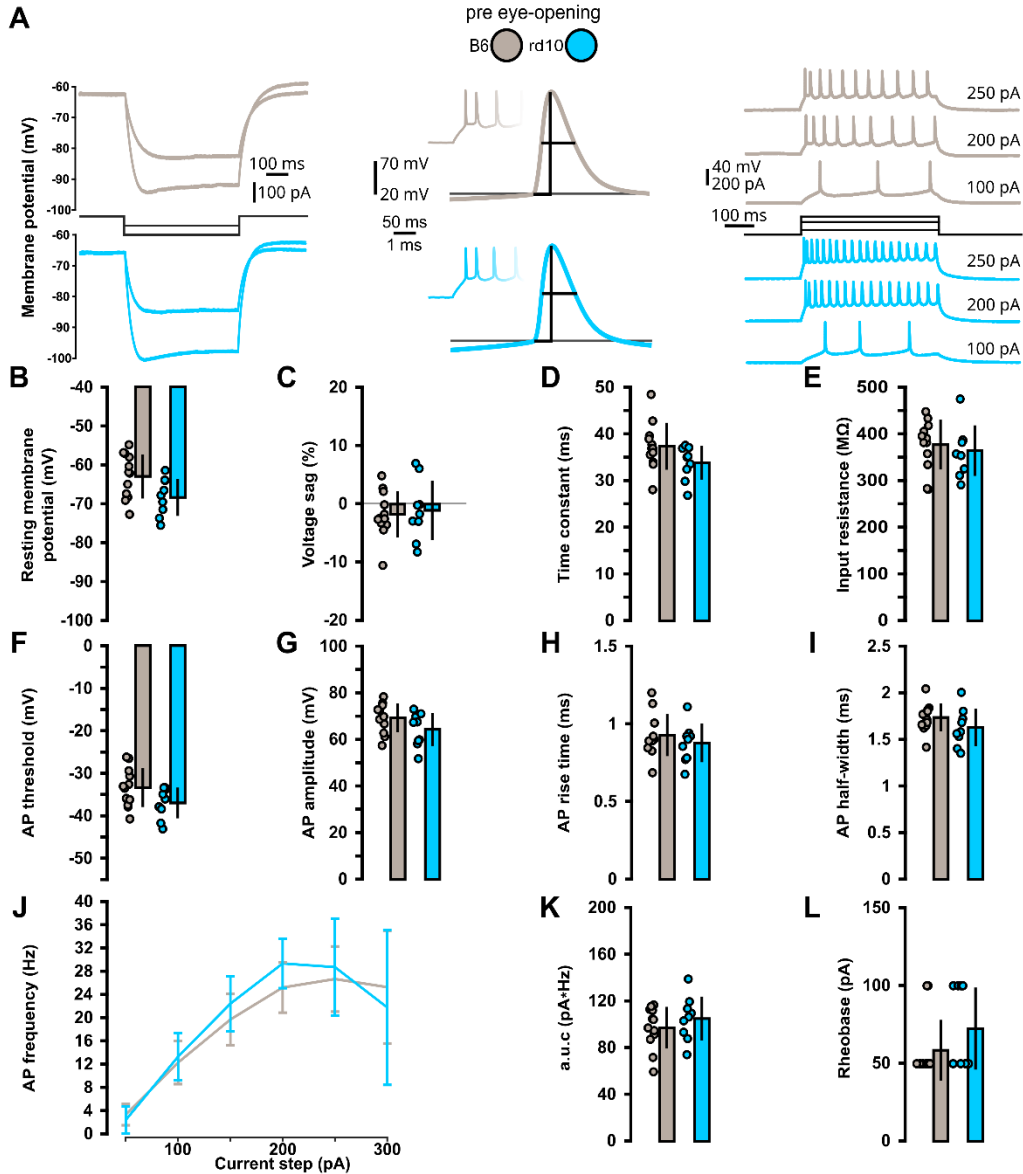 pre eye-opening
A
B6 rd10
Membrane potential (mV)
-60
-70
-80
-90
-100
100 ms
100 pA
-60
-70
-80
-90
-100
70 mV
20 mV
50 ms
1 ms
250 pA
200 pA
100 pA
40 mV
200 pA
100 ms
250 pA
200 pA
100 pA
B
Resting membrane
potential (mV)
-40
-50
-60
-70
-80
-90
-100
C
Voltage sag (%)
20
10
0
-10
-20
D
Time constant (ms)
50
40
30
20
10
0
E
Input resistance (MΩ)
500
400
300
200
100
0
F
AP threshold (mV)
0
-10
-20
-30
-40
-50
G
AP amplitude (mV)
100
80
60
40
20
0
H
AP rise time (ms)
1.5
1
0.5
0
I
AP half-width (ms)
2.5
2
1.5
1
0.5
0
J
AP frequency (Hz)
40
36
32
28
24
20
16
12
8
4
0
100 200 300
Current step (pA)
K
a.u.c (pA*Hz)
200
160
120
80
40
0
L
Rheobase (pA)
150
100
50
0